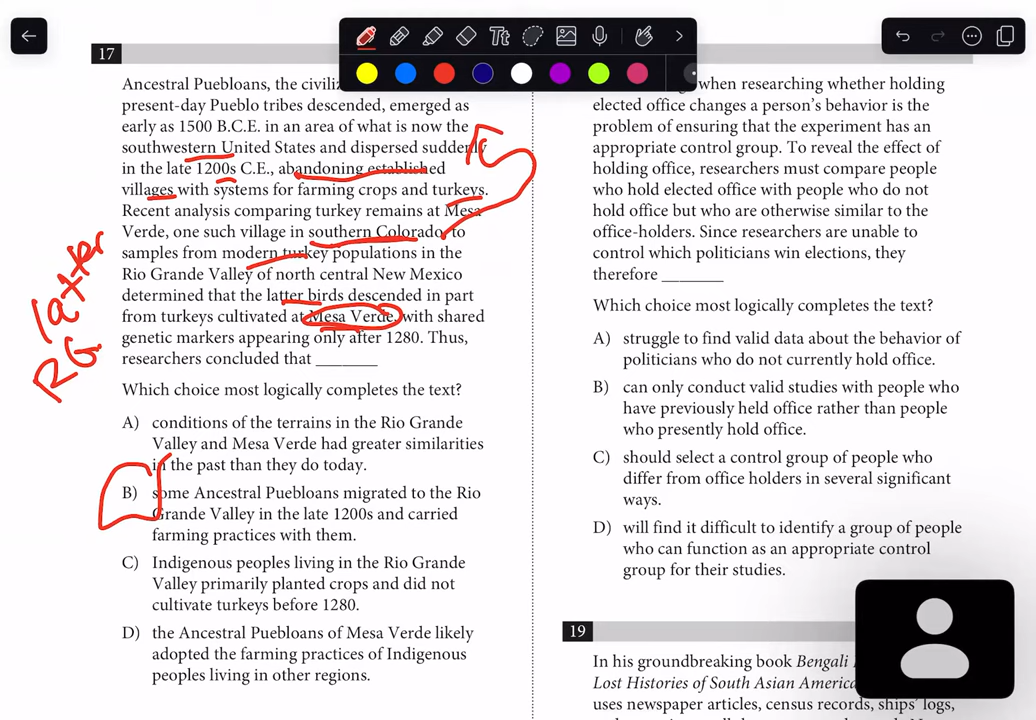 17
Ancestral Puebloans, the
present-day Pueblo tribes descended, emerged as
early as 1500 B.C.E. in an area of what is now the
southwestern United States and dispersed suddenly
in the late 1200s C.E., abandoning established
villages with systems for farming crops and turkeys.
Recent analysis comparing turkey remains at Mesa
Verde, one such village in southern Colorado, to
samples from modern turkey populations in the
Rio Grande Valley of north central New Mexico
determined that the latter birds descended in part
from turkeys cultivated at Mesa Verde, with shared
genetic markers appearing only after 1280. Thus,
researchers concluded that ______
Which choice most logically completes the text?
A) conditions of the terrains in the Rio Grande
Valley and Mesa Verde had greater similarities
in the past than they do today.
B) some Ancestral Puebloans migrated to the Rio
Grande Valley in the late 1200s and carried
farming practices with them.
C) Indigenous peoples living in the Rio Grande
Valley primarily planted crops and did not
cultivate turkeys before 1280.
D) the Ancestral Puebloans of Mesa Verde likely
adopted the farming practices of Indigenous
peoples living in other regions.
latter
RG
Tt
when researching whether holding
elected office changes a person's behavior is the
problem of ensuring that the experiment has an
appropriate control group. To reveal the effect of
holding office, researchers must compare people
who hold elected office with people who do not
hold office but who are otherwise similar to the
office-holders. Since researchers are unable to
control which politicians win elections, they
therefore ______
Which choice most logically completes the text?
A) struggle to find valid data about the behavior of
politicians who do not currently hold office.
B) can only conduct valid studies with people who
have previously held office rather than people
who presently hold office.
C) should select a control group of people who
differ from office holders in several significant
ways.
D) will find it difficult to identify a group of people
who can function as an appropriate control
group for their studies.
19
In his groundbreaking book Bengali
Lost Histories of South Asian
uses newspaper articles, census records, ships' logs,